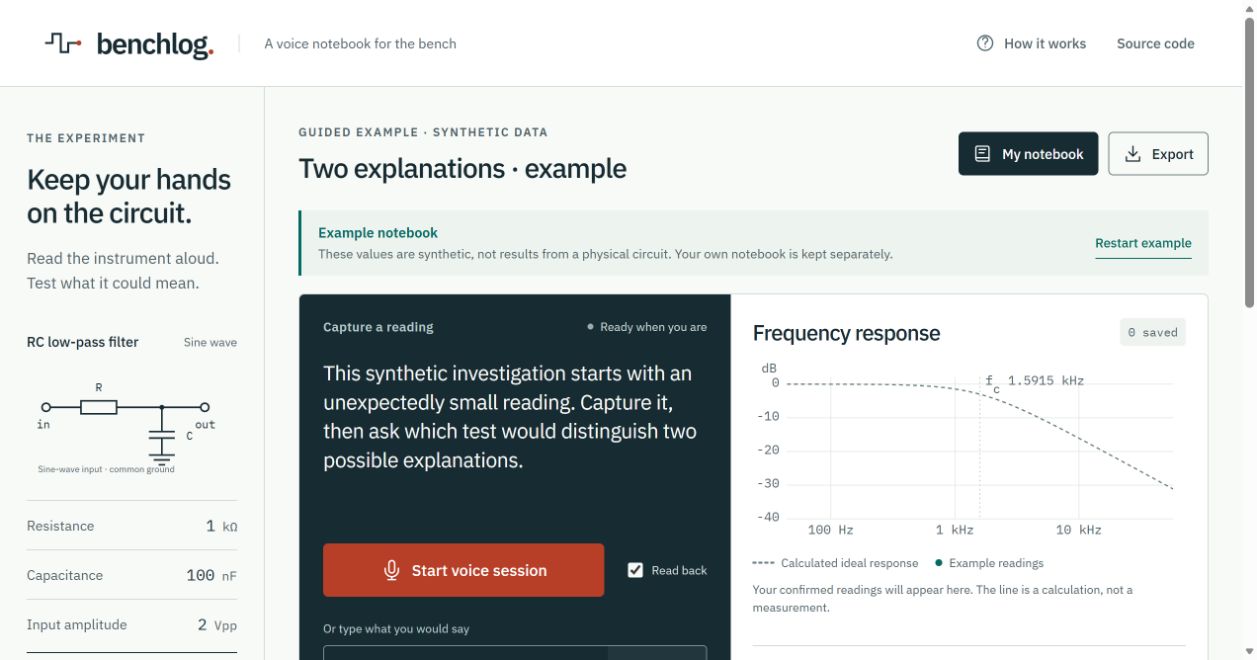 benchlog.
A voice notebook for the bench
How it works
Source code
THE EXPERIMENT
Keep your hands
on the circuit.
Read the instrument aloud.
Test what it could mean.
RC low-pass filter
Sine wave
R
in
out
C
Sine-wave input · common ground
Resistance
1 kΩ
Capacitance
100 nF
Input amplitude
2 Vpp
GUIDED EXAMPLE · SYNTHETIC DATA
Two explanations · example
My notebook
Export
Example notebook
These values are synthetic, not results from a physical circuit. Your own notebook is kept separately.
Restart example
Capture a reading
Ready when you are
This synthetic investigation starts with an
unexpectedly small reading. Capture it,
then ask which test would distinguish two
possible explanations.
Start voice session
Read back
Or type what you would say
Frequency response
0 saved
dB
0
fc 1.5915 kHz
-10
-20
-30
-40
100 Hz
1 kHz
10 kHz
Calculated ideal response
Example readings
Your confirmed readings will appear here. The line is a calculation, not a
measurement.